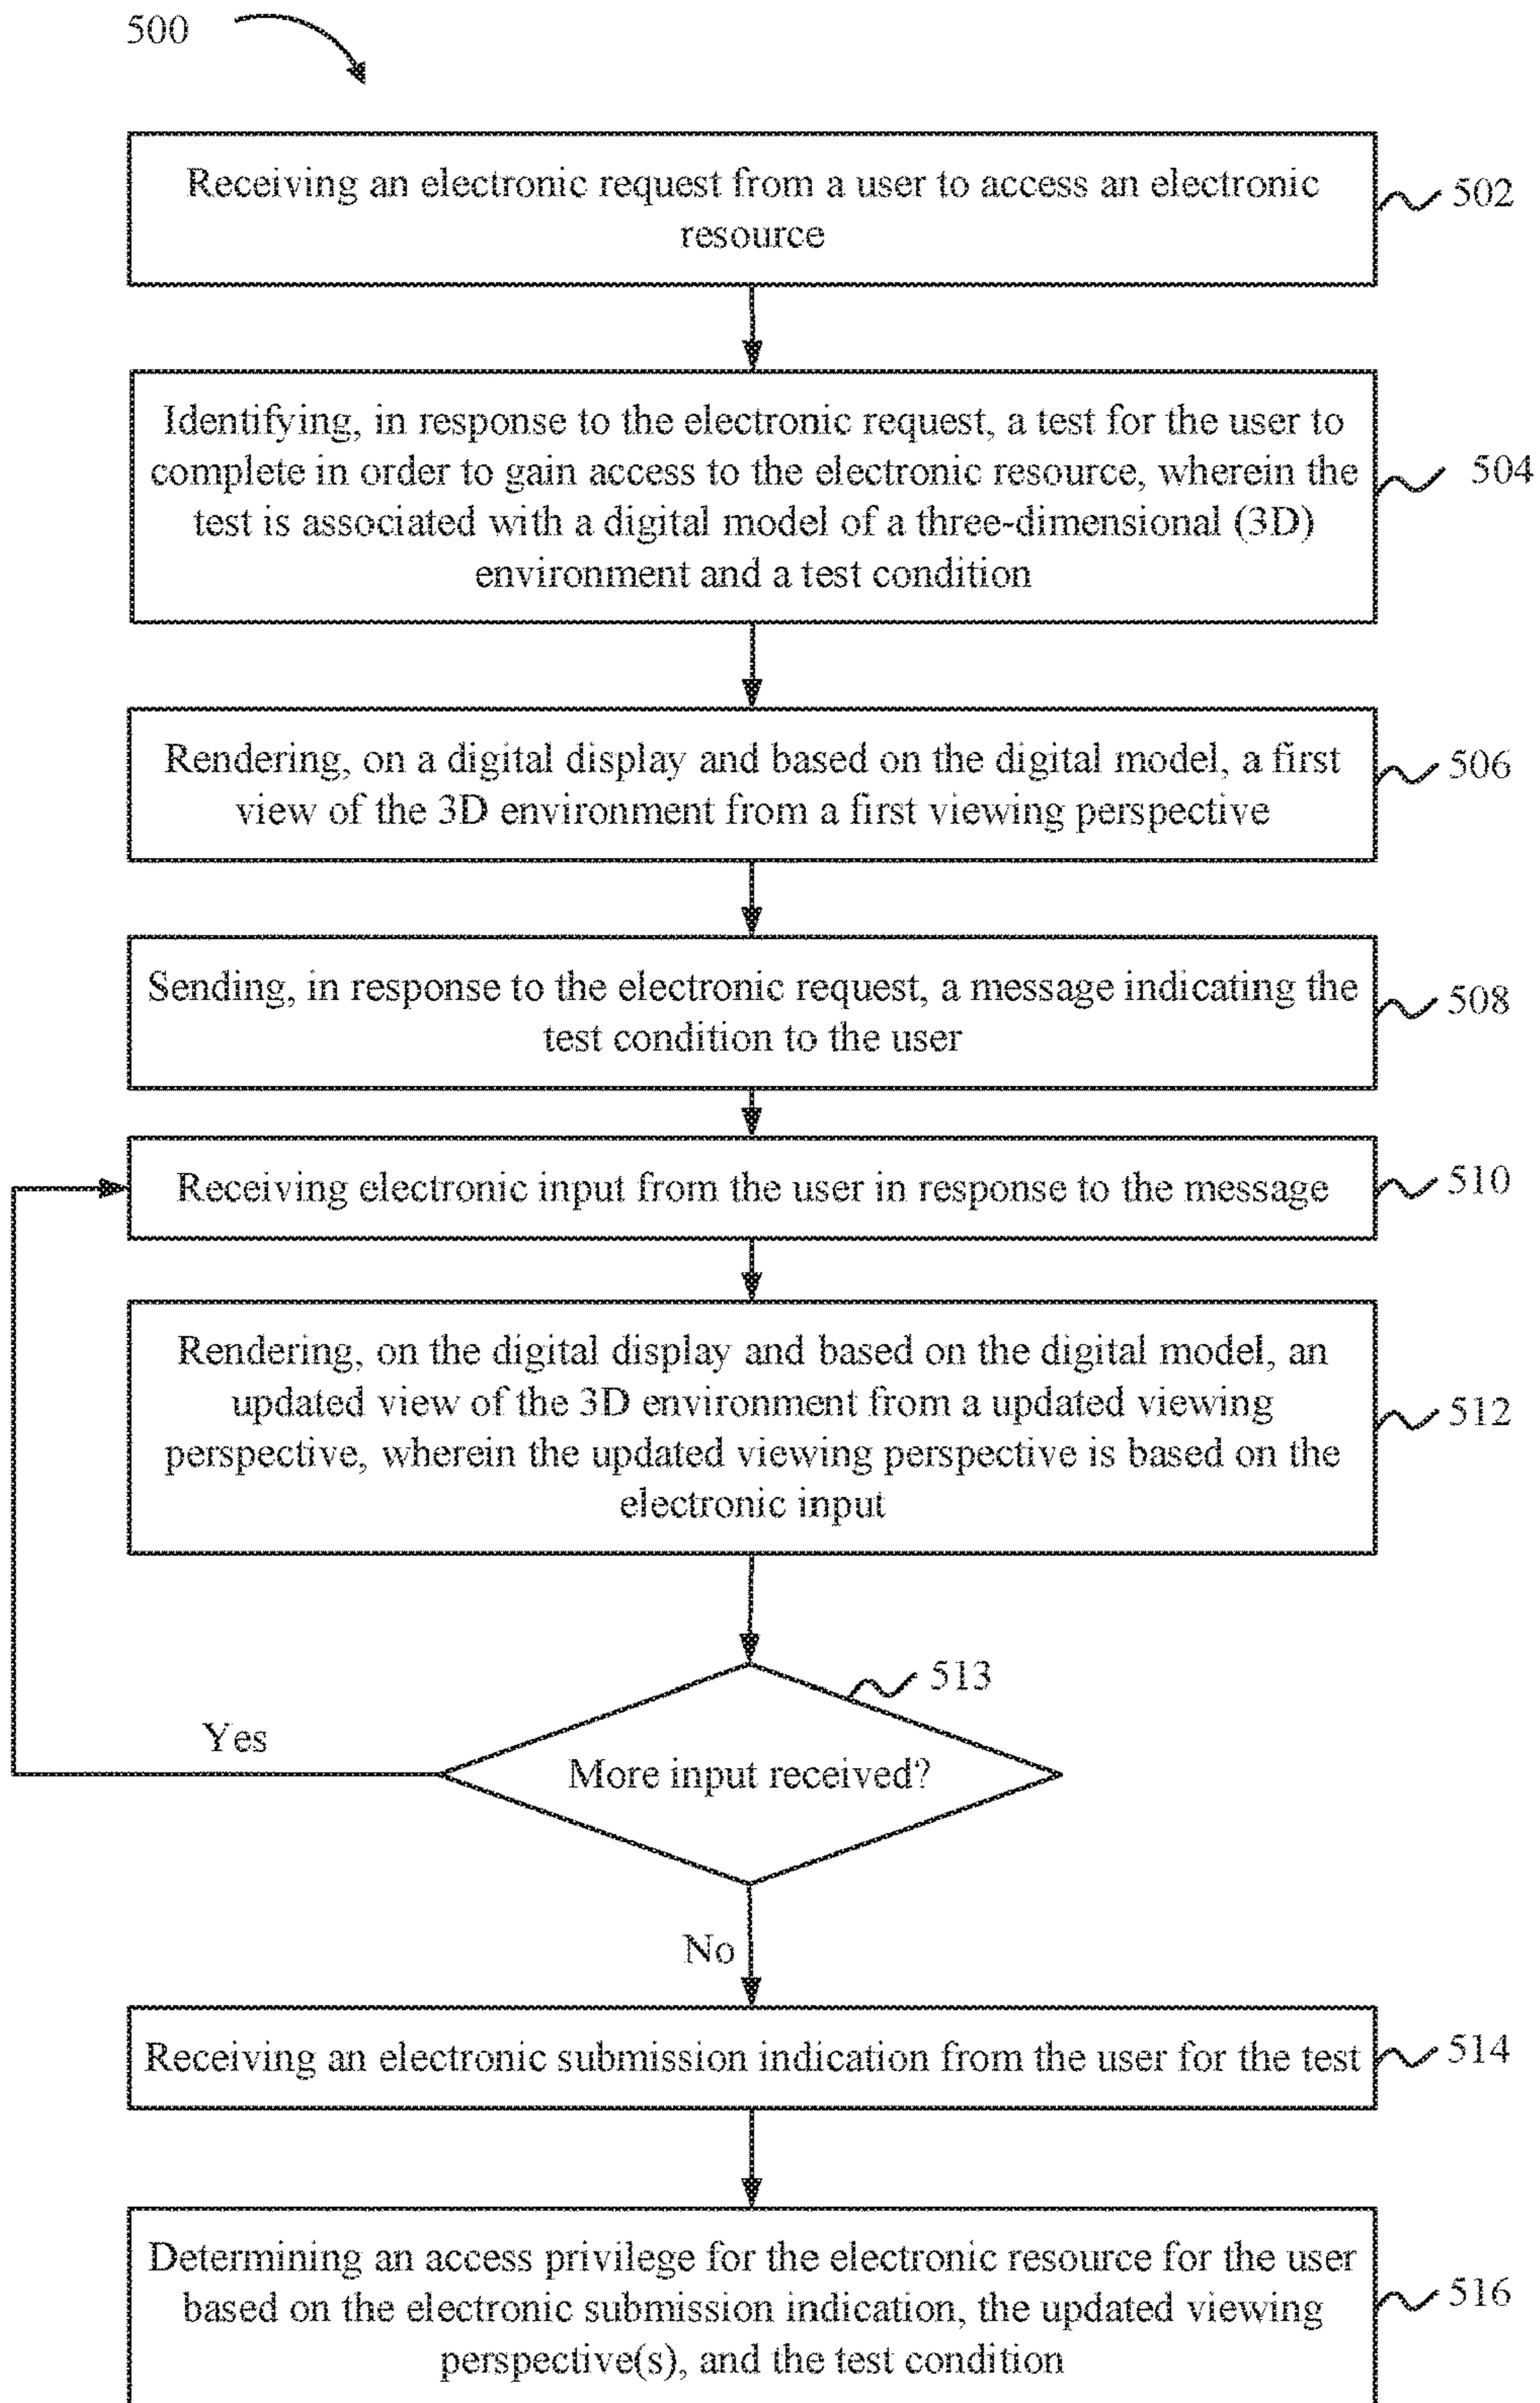 500
Receiving an electronic request from a user to access an electronic
resource
502
Identifying, in response to the electronic request, a test for the user to
complete in order to gain access to the electronic resource, wherein the
test is associated with a digital model of a three-dimensional (3D)
environment and a test condition
504
Rendering, on a digital display and based on the digital model, a first
view of the 3D environment from a first viewing perspective
506
Sending, in response to the electronic request, a message indicating the
test condition to the user
508
Receiving electronic input from the user in response to the message
510
Rendering, on the digital display and based on the digital model, an
updated view of the 3D environment from a updated viewing
perspective, wherein the updated viewing perspective is based on the
electronic input
512
513
Yes
More input received?
No
Receiving an electronic submission indication from the user for the test
514
Determining an access privilege for the electronic resource for the user
based on the electronic submission indication, the updated viewing
perspective(s), and the test condition
516